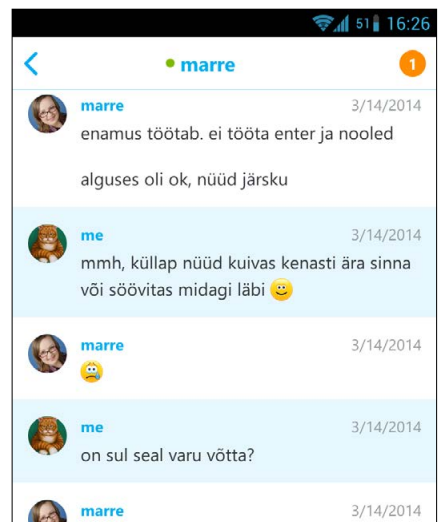 51 16:26
marre
1
marre 3/14/2014
enamus töötab. ei tööta enter ja nooled
alguses oli ok, nüüd järsku
me 3/14/2014
mmh, küllap nüüd kuivas kenasti ära sinna
või söövitas midagi läbi
marre 3/14/2014
me 3/14/2014
on sul seal varu võtta?
marre 3/14/2014